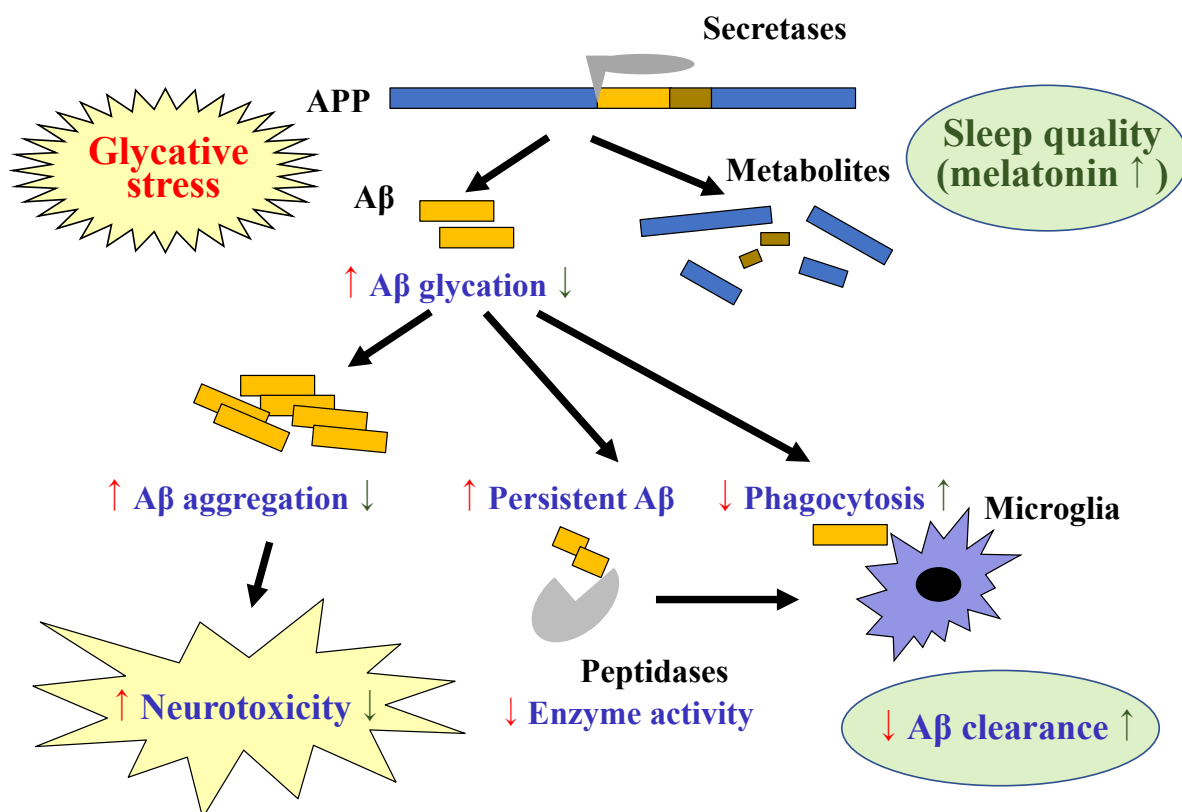 Secretases
APP
Glycative
stress
Sleep quality
(melatonin ↑)
Metabolites
Aβ
↑ Aβ glycation ↓
↑ Aβ aggregation ↓
↑ Persistent Aβ
↓ Phagocytosis ↑
Microglia
Peptidases
↑ Neurotoxicity ↓
↓ Enzyme activity
↓ Aβ clearance ↑